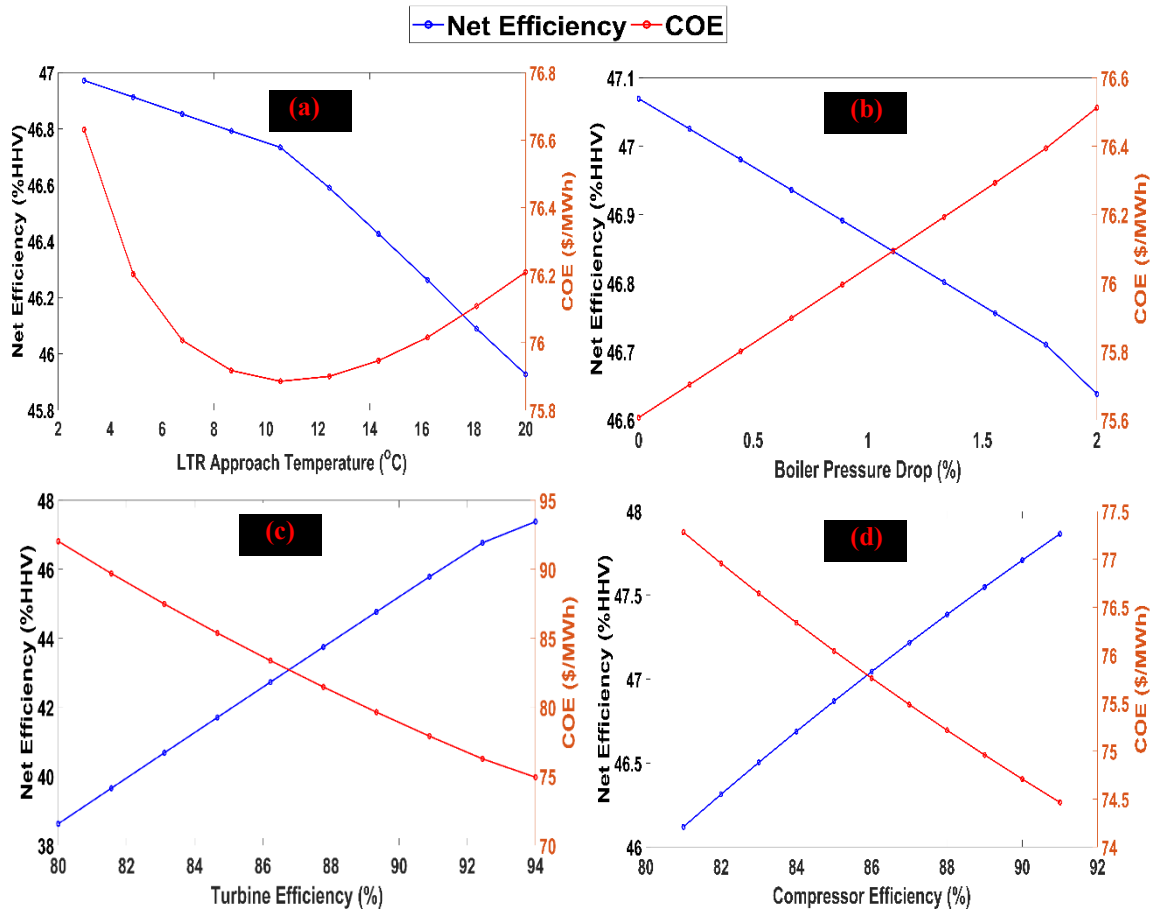 Net Efficiency COE
(a)
47
46.8
46.6
46.4
46.2
46
45.8
Net Efficiency (%HHV)
76.8
76.6
76.4
76.2
76
75.8
COE ($/MWh)
2 4 6 8 10 12 14 16 18 20
LTR Approach Temperature (°C)
(b)
47.1
47
46.9
46.8
46.7
46.6
Net Efficiency (%HHV)
76.6
76.4
76.2
76
75.8
75.6
COE ($/MWh)
0 0.5 1 1.5 2
Boiler Pressure Drop (%)
(c)
48
46
44
42
40
38
Net Efficiency (%HHV)
95
90
85
80
75
70
COE ($/MWh)
80 82 84 86 88 90 92 94
Turbine Efficiency (%)
(d)
48
47.5
47
46.5
46
Net Efficiency (%HHV)
77.5
77
76.5
76
75.5
75
74.5
74
COE ($/MWh)
80 82 84 86 88 90 92
Compressor Efficiency (%)